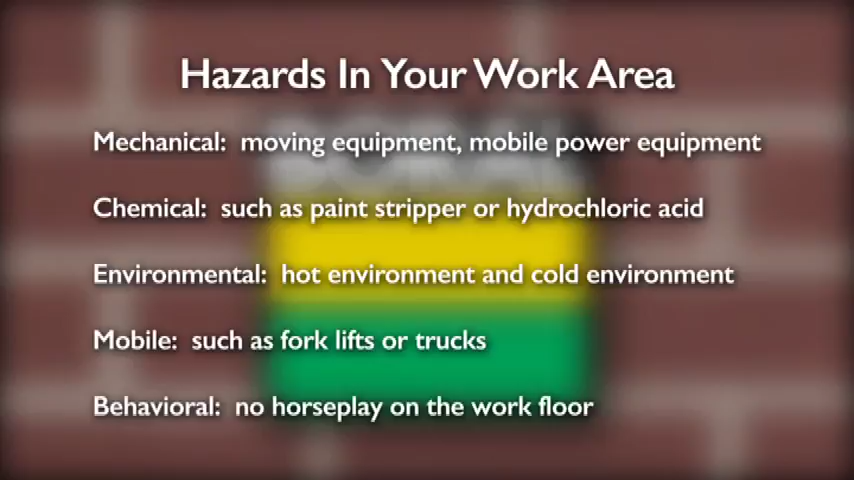 Hazards In Your Work Area
Mechanical: moving equipment, mobile power equipment
Chemical: such as paint stripper or hydrochloric acid
Environmental: hot environment and cold environment
Mobile: such as fork lifts or trucks
Behavioral: no horseplay on the work floor